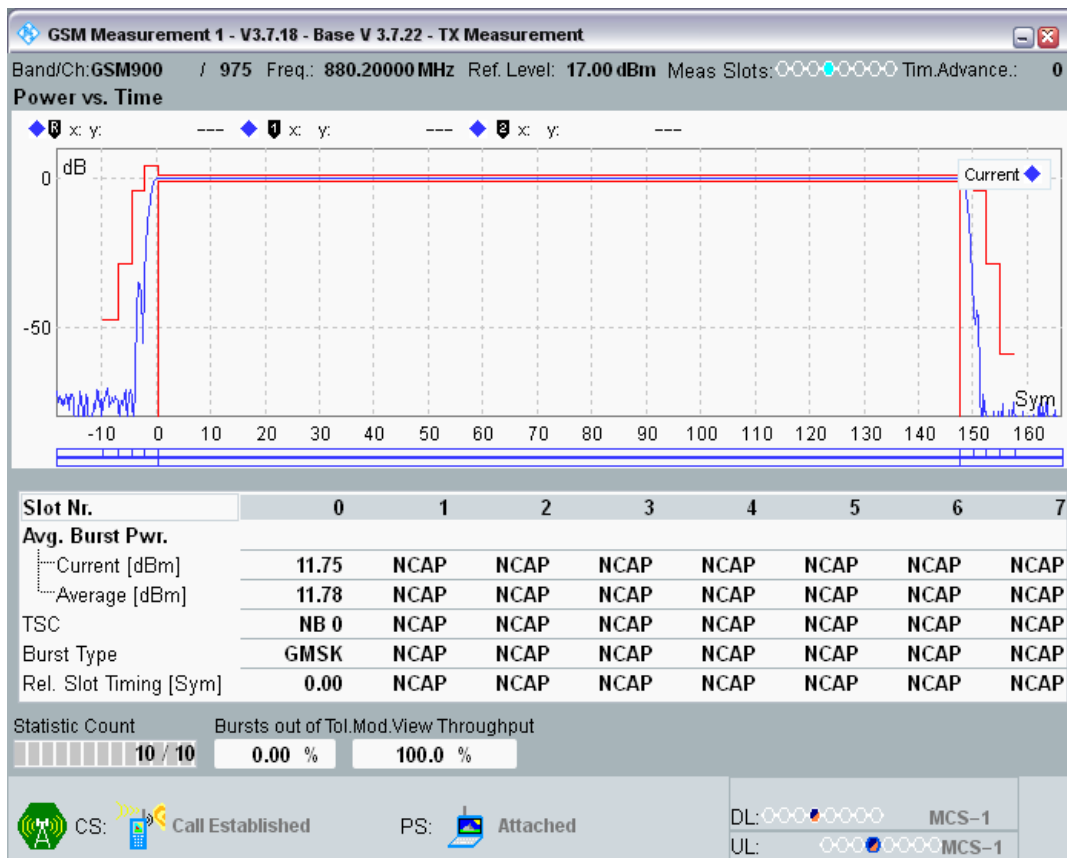 GSM Measurement 1 - V3.7.18 - Base V 3.7.22 - TX Measurement
Band/Ch:GSM900 / 975 Freq.: 880.20000 MHz Ref. Level: 17.00 dBm Meas Slots: Tim.Advance.: 0
Power vs. Time
R x: y: --- 1 x: y: --- 2 x: y: ---
dB
0
Current
-50
Sym
-10 0 10 20 30 40 50 60 70 80 90 100 110 120 130 140 150 160
Slot Nr. 0 1 2 3 4 5 6 7
Avg. Burst Pwr.
Current [dBm] 11.75 NCAP NCAP NCAP NCAP NCAP NCAP NCAP
Average [dBm] 11.78 NCAP NCAP NCAP NCAP NCAP NCAP NCAP
TSC NB 0 NCAP NCAP NCAP NCAP NCAP NCAP NCAP
Burst Type GMSK NCAP NCAP NCAP NCAP NCAP NCAP NCAP
Rel. Slot Timing [Sym] 0.00 NCAP NCAP NCAP NCAP NCAP NCAP NCAP
Statistic Count Bursts out of Tol.Mod.View Throughput
10 / 10 0.00 % 100.0 %
CS: Call Established PS: Attached DL: MCS-1
UL: MCS-1